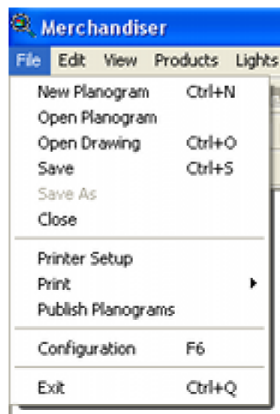 Merchandiser
File Edit View Products Lights
New Planogram Ctrl+N
Open Planogram
Open Drawing Ctrl+O
Save Ctrl+S
Save As
Close
Printer Setup
Print
Publish Planograms
Configuration F6
Exit Ctrl+Q